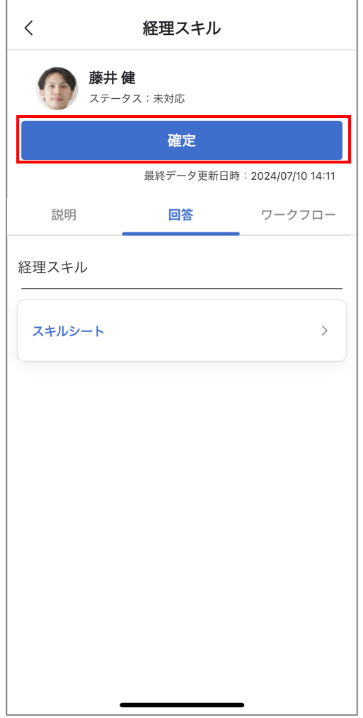 経理スキル
藤井 健
ステータス：未対応
確定
最終データ更新日時：2024/07/10 14:11
説明 回答 ワークフロー
経理スキル
スキルシート